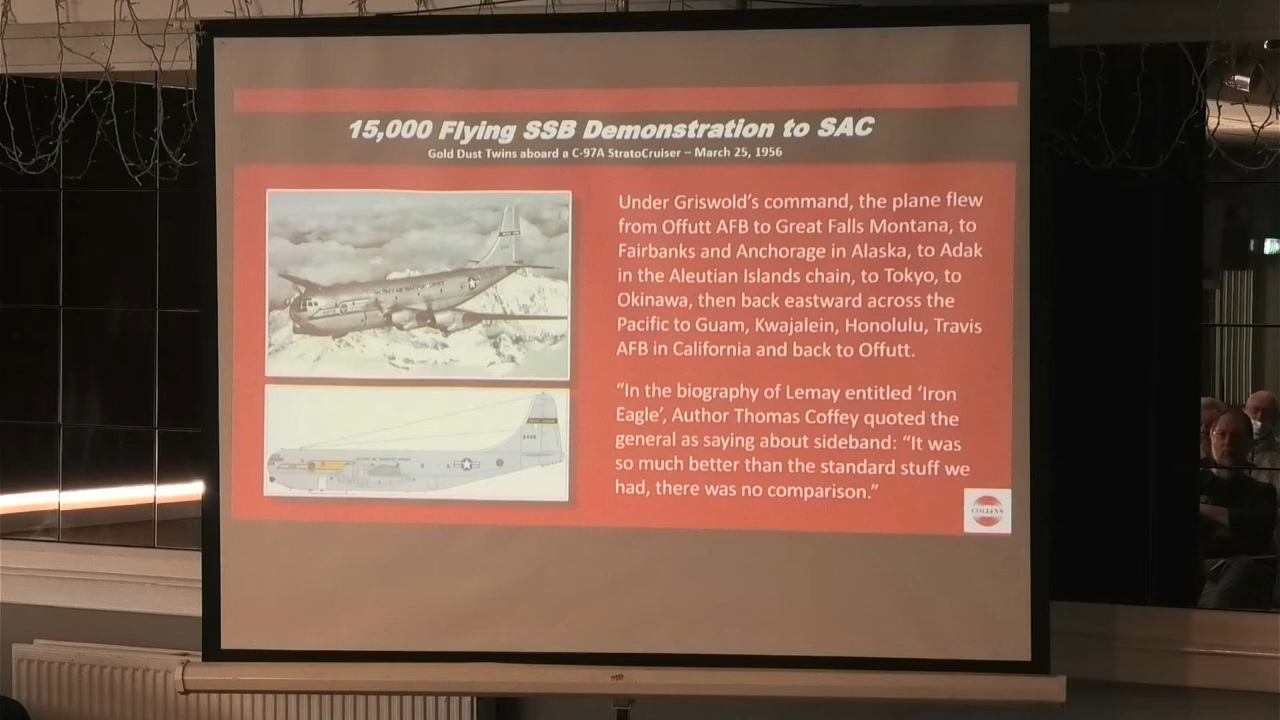 15,000 Flying SSB Demonstration to SAC
Gold Dust Twins aboard a C-97A StratoCruiser – March 25, 1956
Under Griswold’s command, the plane flew
from Offutt AFB to Great Falls Montana, to
Fairbanks and Anchorage in Alaska, to Adak
in the Aleutian Islands chain, to Tokyo, to
Okinawa, then back eastward across the
Pacific to Guam, Kwajalein, Honolulu, Travis
AFB in California and back to Offutt.
“In the biography of Lemay entitled ‘Iron
Eagle’, Author Thomas Coffey quoted the
general as saying about sideband: “It was
so much better than the standard stuff we
had, there was no comparison.”
COLLINS